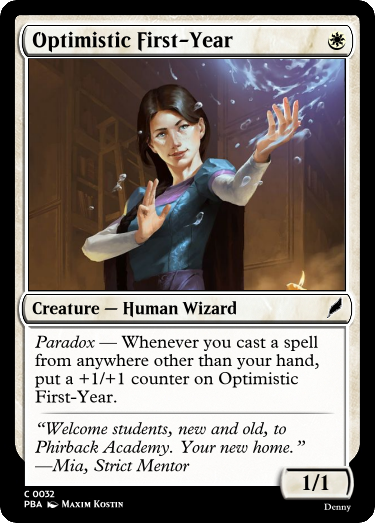 Optimistic First-Year
Creature — Human Wizard
Paradox — Whenever you cast a spell
from anywhere other than your hand,
put a +1/+1 counter on Optimistic
First-Year.
“Welcome students, new and old, to
Phirback Academy. Your new home.”
—Mia, Strict Mentor
1/1
C 0032
PBA Maxim Kostin
Denny